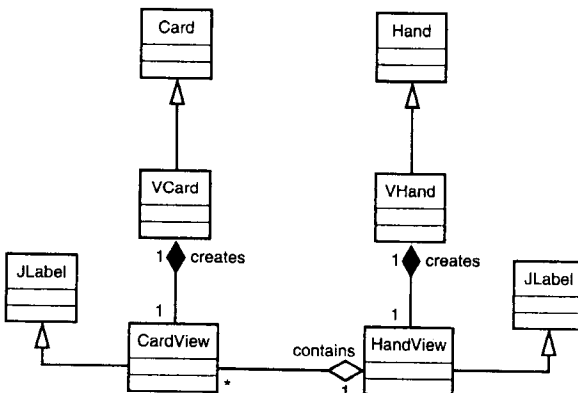 Card
Hand
VCard
VHand
1 creates
1 creates
JLabel
JLabel
1
1
CardView
contains
HandView
*
1